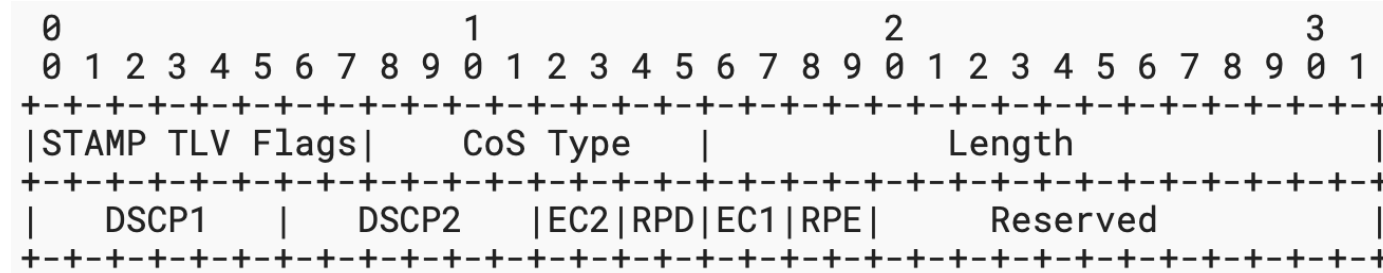 0                   1                   2                   3
0 1 2 3 4 5 6 7 8 9 0 1 2 3 4 5 6 7 8 9 0 1 2 3 4 5 6 7 8 9 0 1
+-+-+-+-+-+-+-+-+-+-+-+-+-+-+-+-+-+-+-+-+-+-+-+-+-+-+-+-+-+-+-+-+
|STAMP TLV Flags|    CoS Type   |           Length              |
+-+-+-+-+-+-+-+-+-+-+-+-+-+-+-+-+-+-+-+-+-+-+-+-+-+-+-+-+-+-+-+-+
|   DSCP1   |   DSCP2   |EC2|RPD|EC1|RPE|     Reserved          |
+-+-+-+-+-+-+-+-+-+-+-+-+-+-+-+-+-+-+-+-+-+-+-+-+-+-+-+-+-+-+-+-+